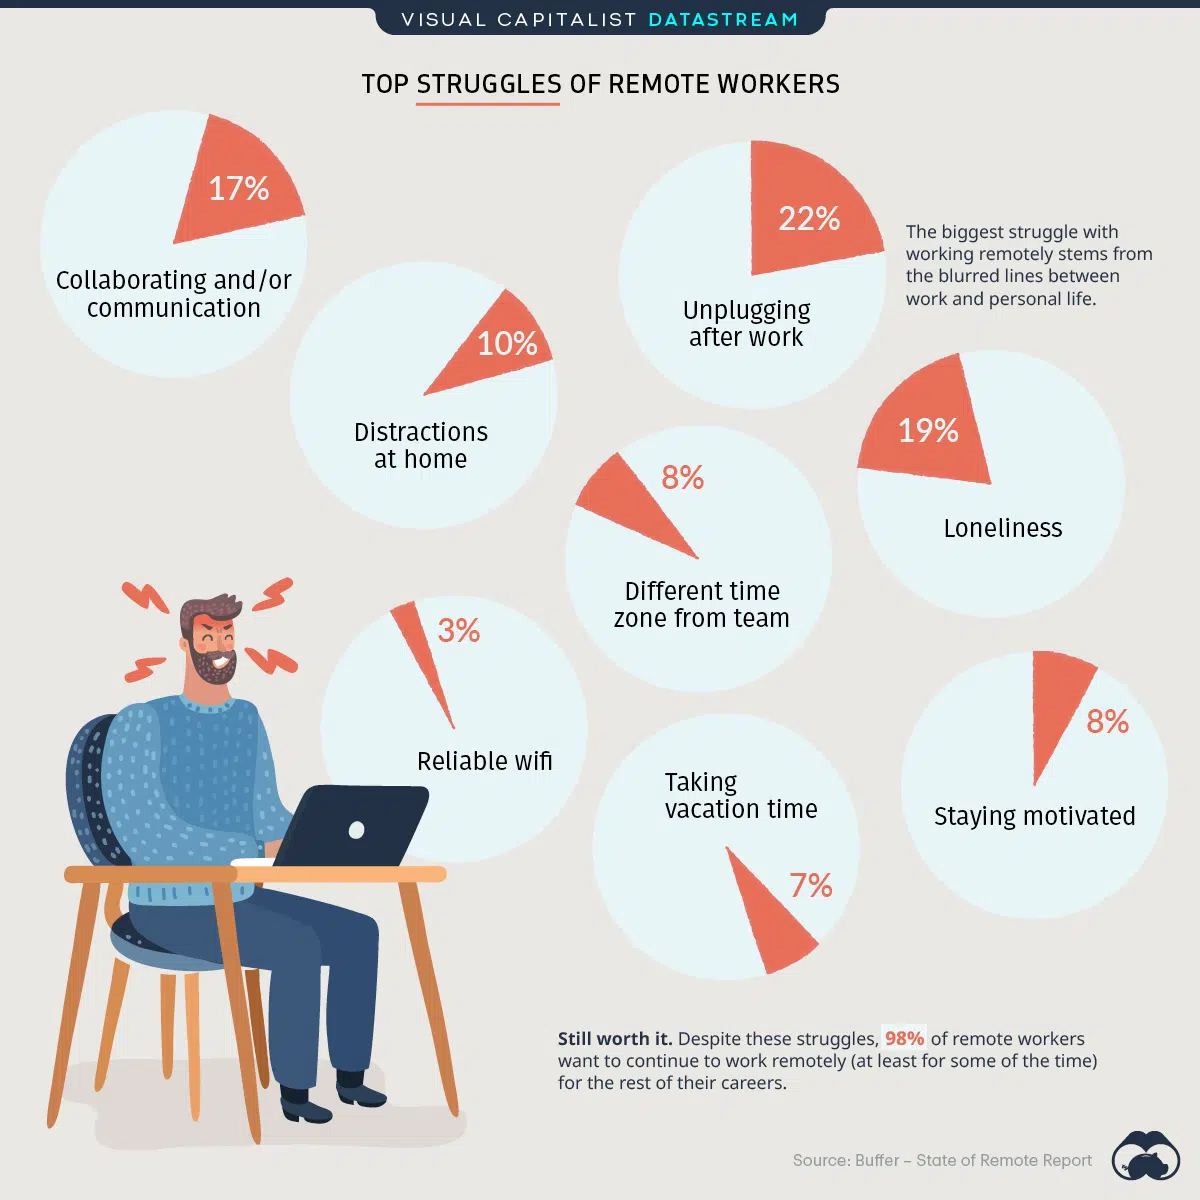 VISUAL CAPITALIST DATASTREAM
TOP STRUGGLES OF REMOTE WORKERS
17%
Collaborating and/or
communication
22%
Unplugging
after work
The biggest struggle with
working remotely stems from
the blurred lines between
work and personal life.
10%
Distractions
at home
19%
Loneliness
8%
Different time
zone from team
3%
Reliable wifi
8%
Staying motivated
Taking
vacation time
7%
Still worth it. Despite these struggles, 98% of remote workers
want to continue to work remotely (at least for some of the time)
for the rest of their careers.
Source: Buffer – State of Remote Report